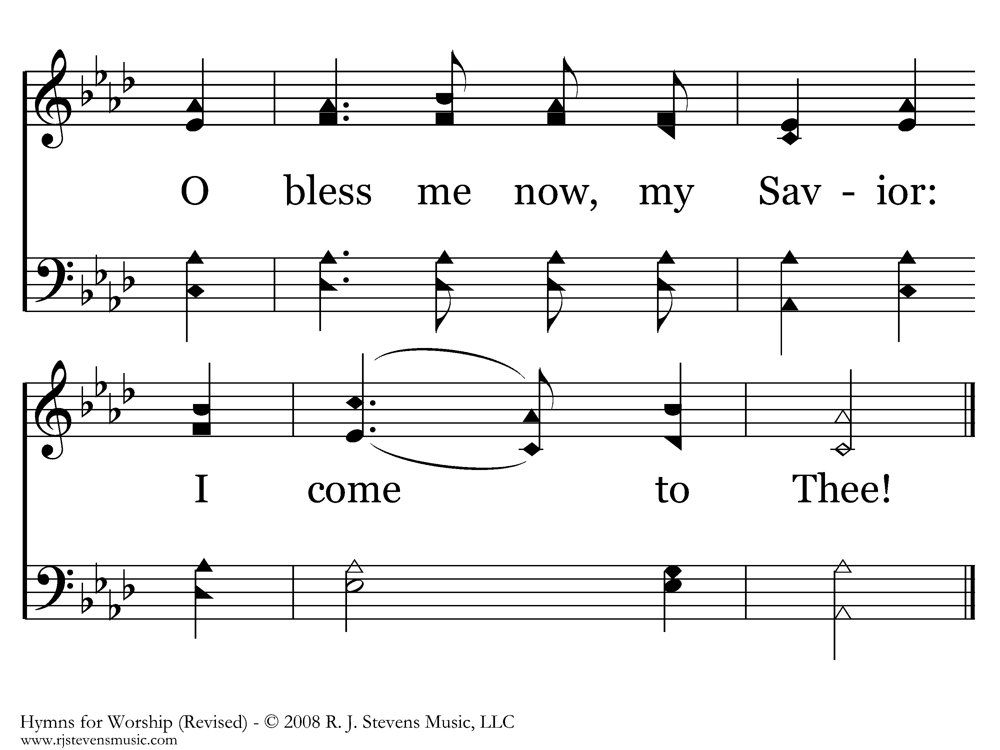 O bless me now, my Sav - ior:
I come to Thee!
Hymns for Worship (Revised) - © 2008 R. J. Stevens Music, LLC
www.rjstevensmusic.com